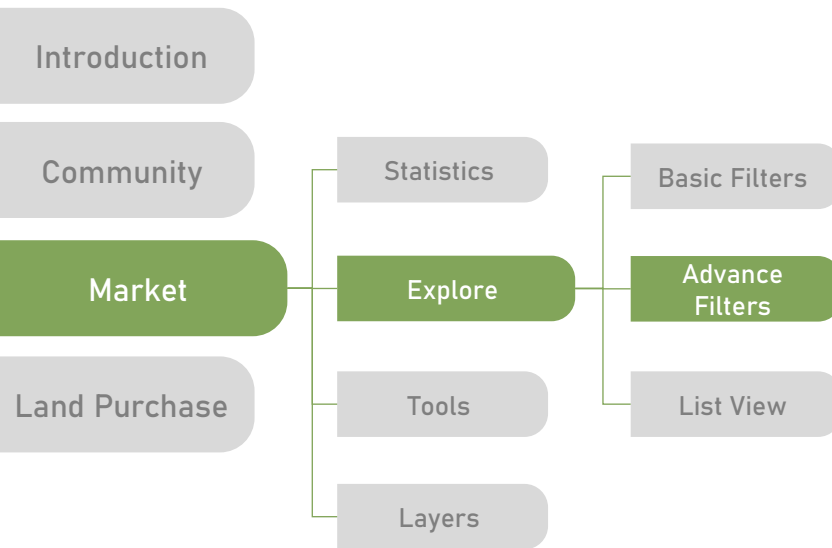 Introduction
Community
Market
Land Purchase
Statistics
Explore
Tools
Layers
Basic Filters
Advance
Filters
List View